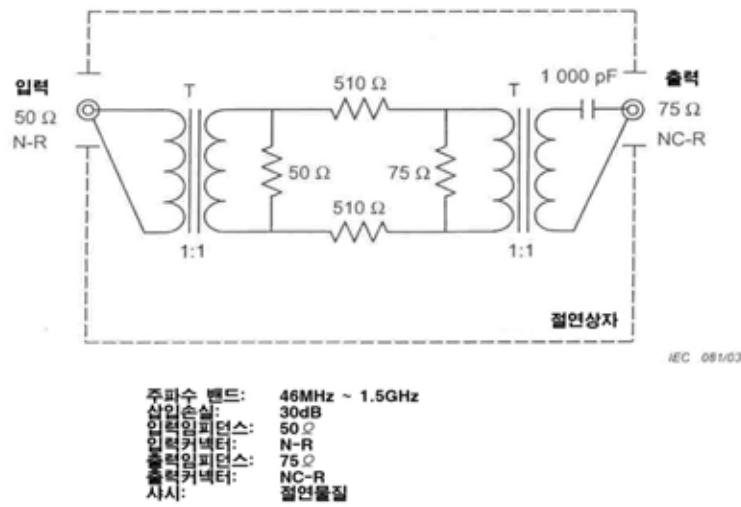 입력
50 Ω
N-R
T
1:1
510 Ω
50 Ω
75 Ω
510 Ω
T
1:1
1 000 pF
출력
75 Ω
NC-R
절연상자
IEC 061/03
주파수 밴드: 46MHz ~ 1.5GHz
삽입손실: 30dB
입력임피던스: 50Ω
입력커넥터: N-R
출력임피던스: 75Ω
출력커넥터: NC-R
샤시: 절연물질